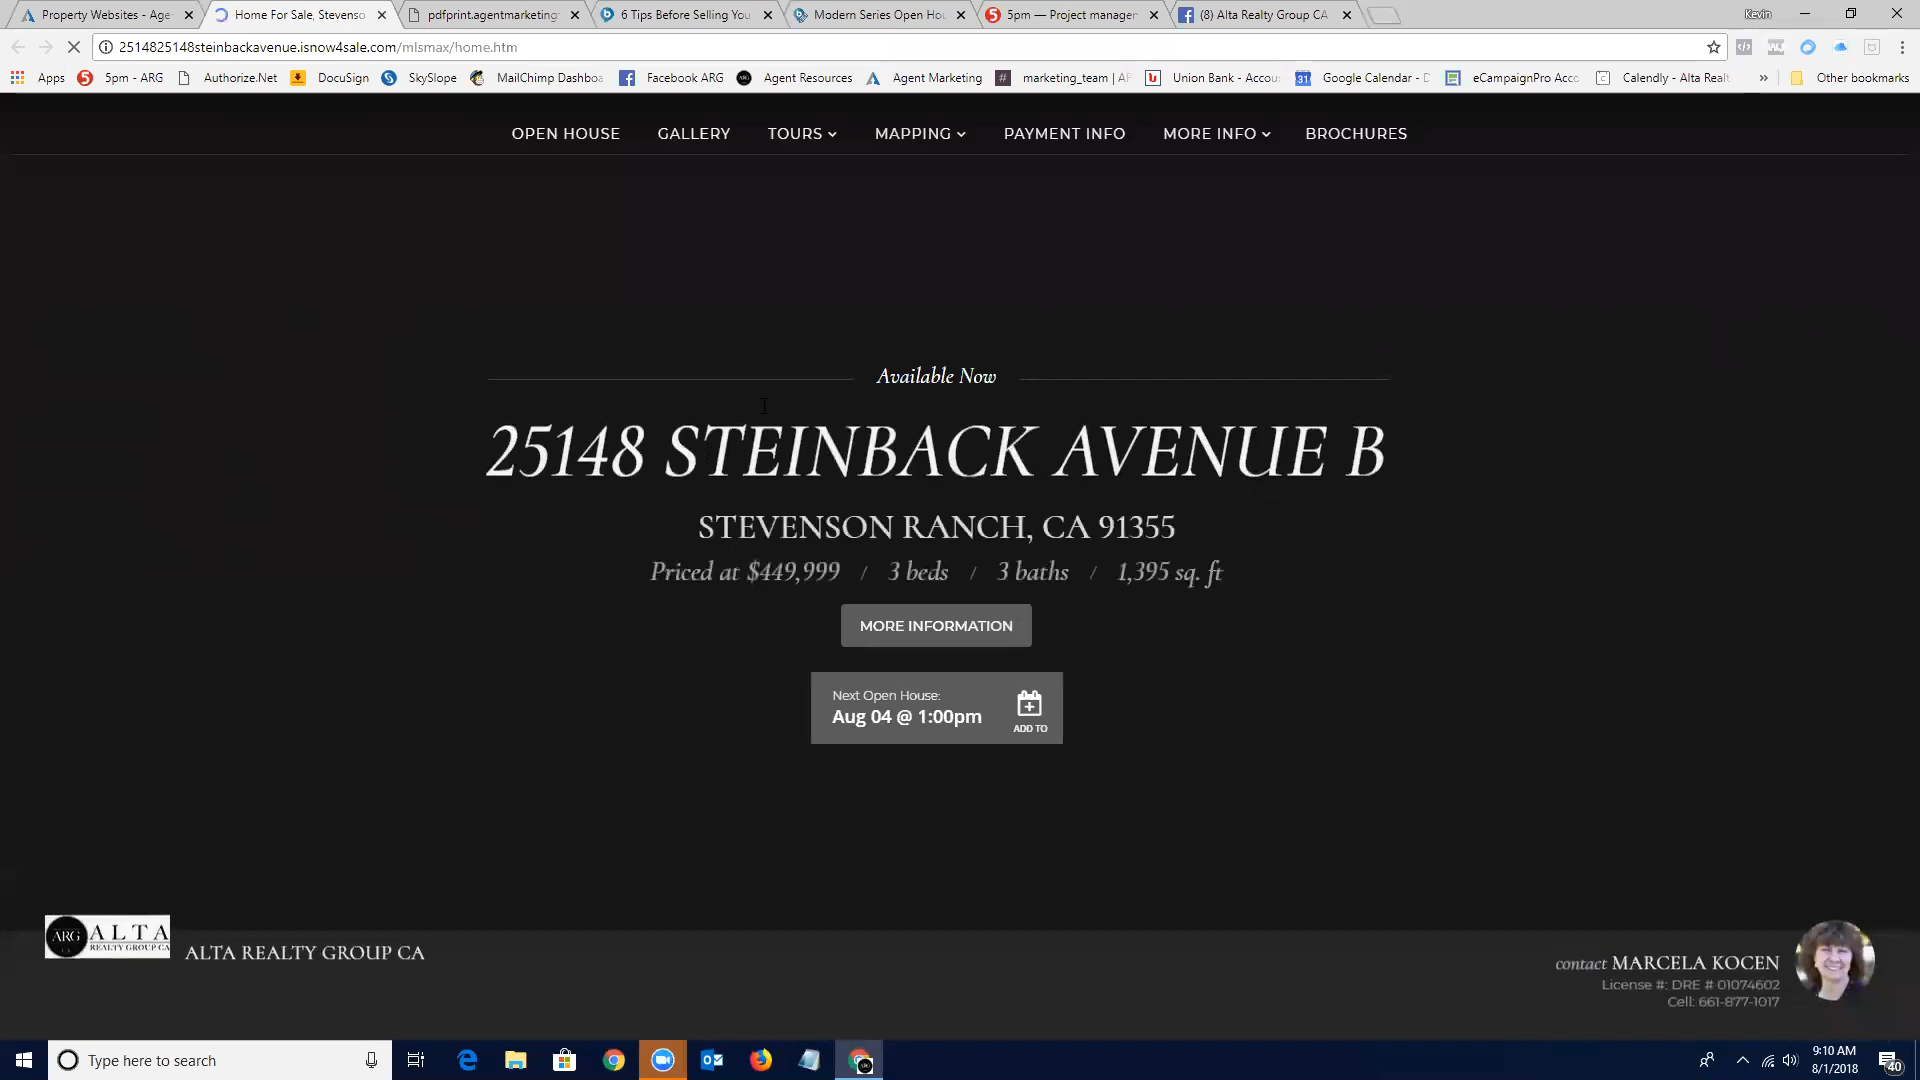 Property Websites - Age
Home For Sale, Stevenso
pdfprint.agentmarketing
6 Tips Before Selling You
Modern Series Open Hou
5pm — Project manager
(8) Alta Realty Group CA
Kevin
2514825148steinbackavenue.isnow4sale.com/mlsmax/home.htm
Apps
5pm - ARG
Authorize.Net
DocuSign
SkySlope
MailChimp Dashboa
Facebook ARG
Agent Resources
Agent Marketing
marketing_team | AR
Union Bank - Accou
Google Calendar - D
eCampaignPro Acco
Calendly - Alta Realt
»
Other bookmarks
OPEN HOUSE GALLERY TOURS MAPPING PAYMENT INFO MORE INFO BROCHURES
Available Now
25148 STEINBACK AVENUE B
STEVENSON RANCH, CA 91355
Priced at $449,999 / 3 beds / 3 baths / 1,395 sq. ft
MORE INFORMATION
Next Open House:
Aug 04 @ 1:00pm
ADD TO
ARG ALTA
REALTY GROUP CA
ALTA REALTY GROUP CA
contact MARCELA KOCEN
License #: DRE # 01074602
Cell: 661-877-1017
Type here to search
9:10 AM
8/1/2018
40